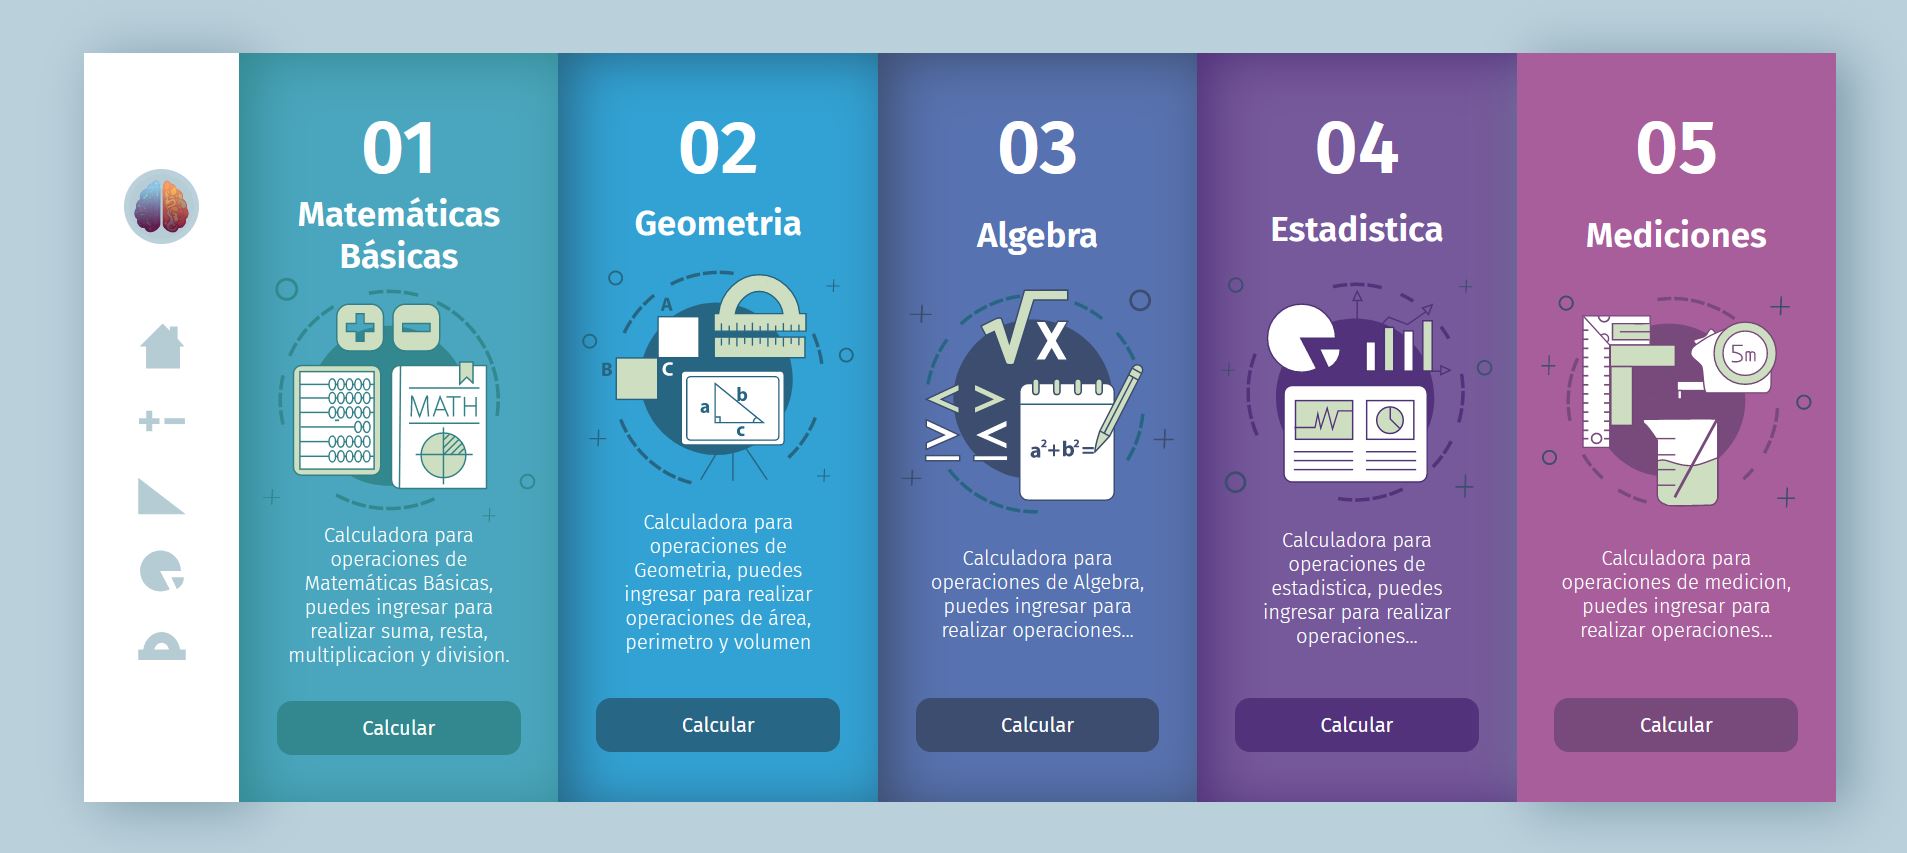 01
Matemáticas
Básicas
MATH
Calculadora para
operaciones de
Matemáticas Básicas,
puedes ingresar para
realizar suma, resta,
multiplicacion y division.
Calcular
02
Geometria
A
B
C
a
b
c
Calculadora para
operaciones de
Geometria, puedes
ingresar para realizar
operaciones de área,
perimetro y volumen
Calcular
03
Algebra
√x
< >
≥ ≤
a²+b²=
Calculadora para
operaciones de Algebra,
puedes ingresar para
realizar operaciones...
Calcular
04
Estadistica
Calculadora para
operaciones de
estadistica, puedes
ingresar para realizar
operaciones...
Calcular
05
Mediciones
5m
Calculadora para
operaciones de medicion,
puedes ingresar para
realizar operaciones...
Calcular